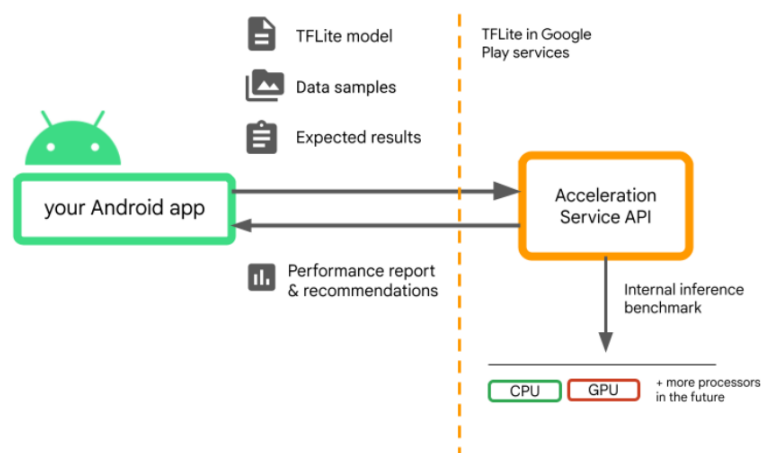 TFLite model
TFLite in Google
Play services
Data samples
Expected results
your Android app
Acceleration
Service API
Performance report
& recommendations
Internal inference
benchmark
CPU
GPU
+ more processors
in the future